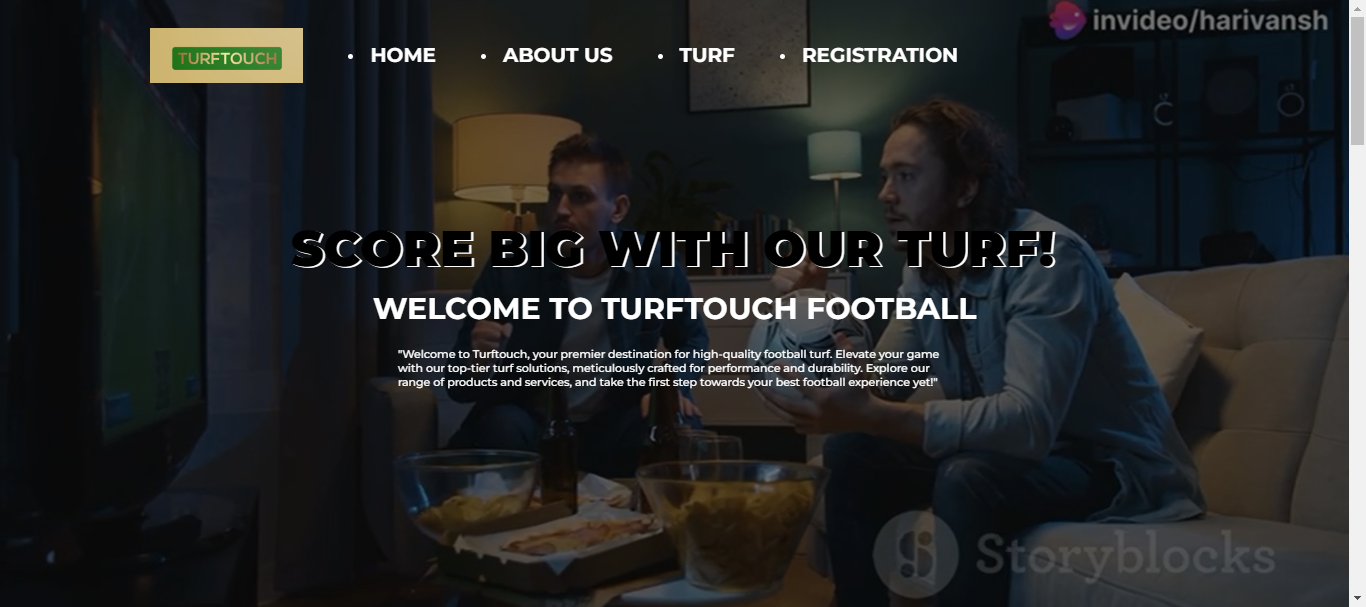 invideo/harivansh
TURFTOUCH
• HOME • ABOUT US • TURF • REGISTRATION
SCORE BIG WITH OUR TURF!
WELCOME TO TURFTOUCH FOOTBALL
"Welcome to Turftouch, your premier destination for high-quality football turf. Elevate your game
with our top-tier turf solutions, meticulously crafted for performance and durability. Explore our
range of products and services, and take the first step towards your best football experience yet!"
Storyblocks